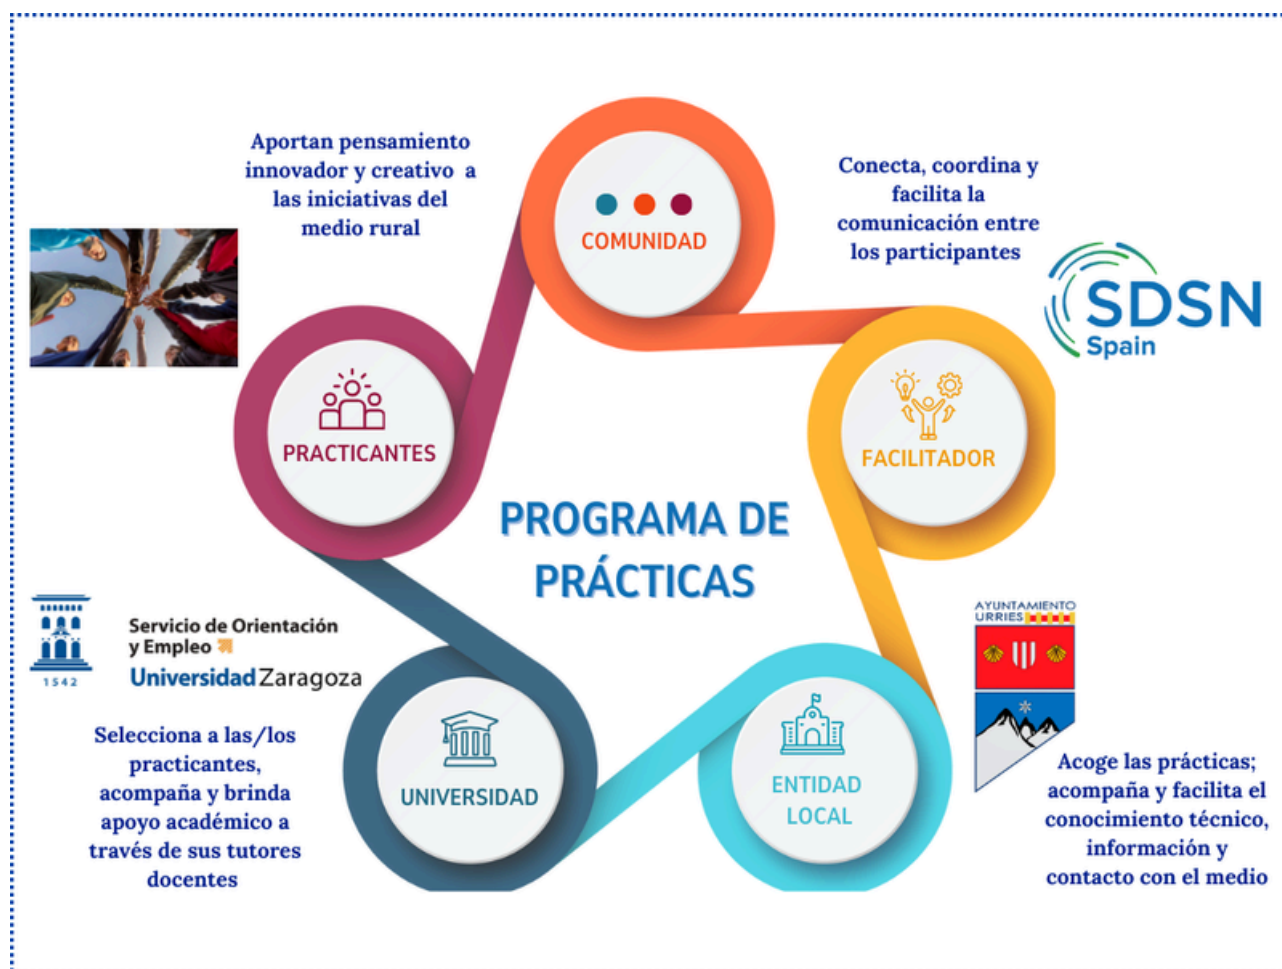 Aportan pensamiento
innovador y creativo a
las iniciativas del
medio rural
COMUNIDAD
Conecta, coordina y
facilita la
comunicación entre
los participantes
SDSN
Spain
PRACTICANTES
FACILITADOR
PROGRAMA DE
PRÁCTICAS
1542
Servicio de Orientación
y Empleo
Universidad Zaragoza
Selecciona a las/los
practicantes,
acompaña y brinda
apoyo académico a
través de sus tutores
docentes
UNIVERSIDAD
ENTIDAD
LOCAL
AYUNTAMIENTO
URRIES
Acoge las prácticas;
acompaña y facilita el
conocimiento técnico,
información y
contacto con el medio